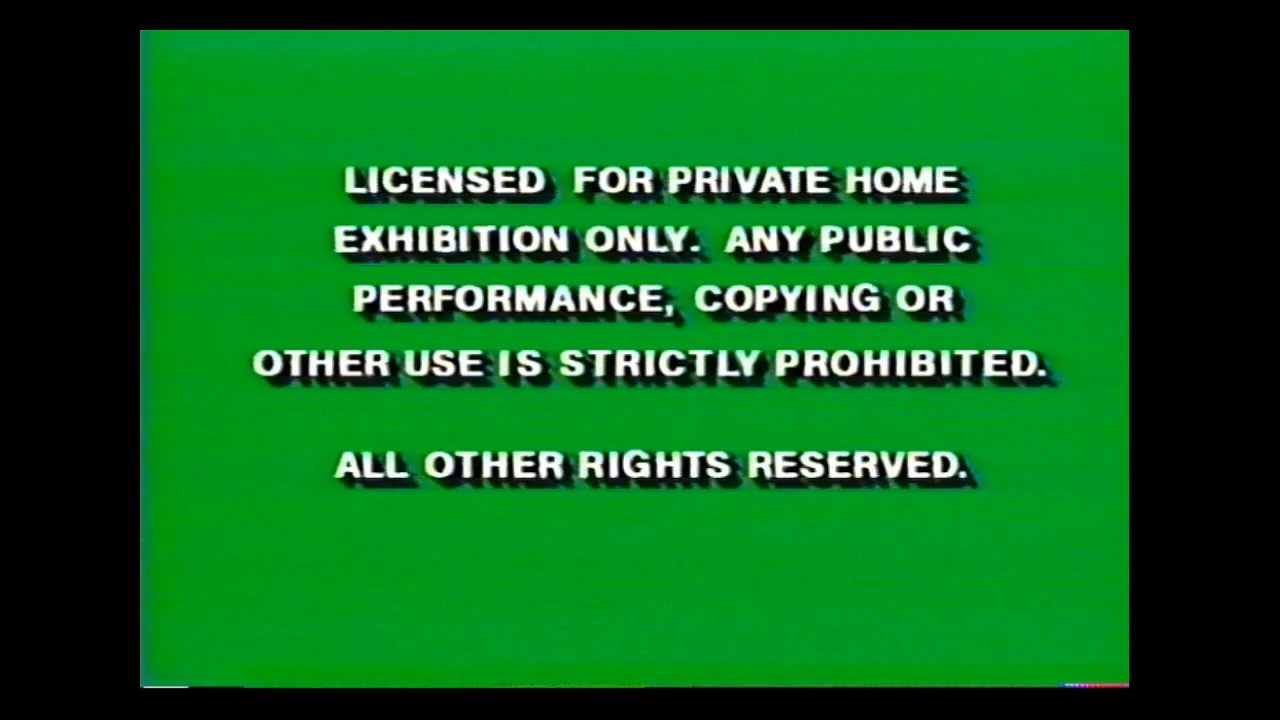 LICENSED FOR PRIVATE HOME
EXHIBITION ONLY. ANY PUBLIC
PERFORMANCE, COPYING OR
OTHER USE IS STRICTLY PROHIBITED.
ALL OTHER RIGHTS RESERVED.